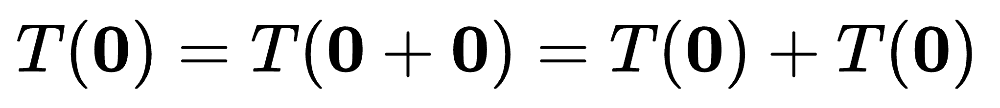 T(0) = T(0 + 0) = T(0) + T(0)